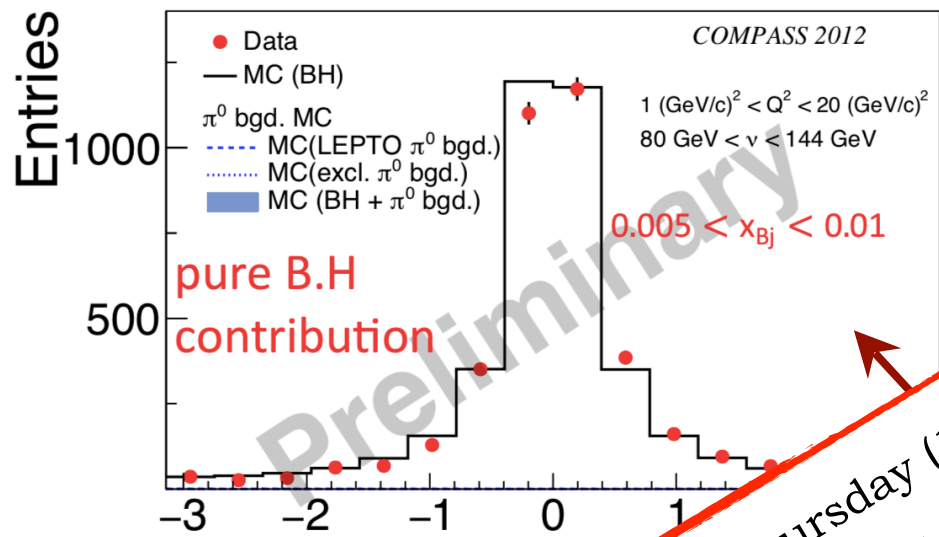 COMPASS 2012
Data
MC (BH)
π⁰ bgd. MC
MC(LEPTO π⁰ bgd.)
MC(excl. π⁰ bgd.)
MC (BH + π⁰ bgd.)
1 (GeV/c)² < Q² < 20 (GeV/c)²
80 GeV < ν < 144 GeV
0.005 < xBj < 0.01
pure B.H
contribution
Preliminary
Entries
1000
500
−3 −2 −1 0 1